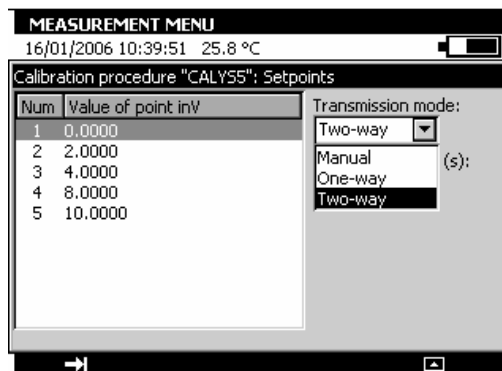 MEASUREMENT MENU
16/01/2006 10:39:51 25.8 °C
Calibration procedure "CALYS5": Setpoints
Num Value of point inV
1 0.0000
2 2.0000
3 4.0000
4 8.0000
5 10.0000
Transmission mode:
Two-way
Manual
(s):
One-way
Two-way